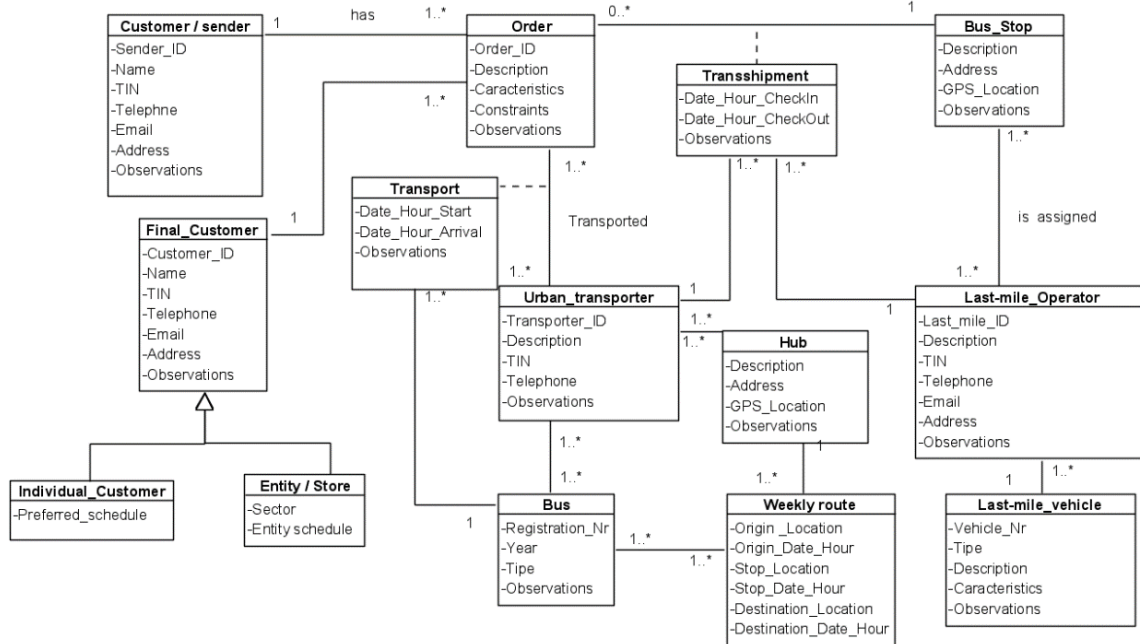 Customer / sender
-Sender_ID
-Name
-TIN
-Telephne
-Email
-Address
-Observations
1
has
1..*
Order
-Order_ID
-Description
-Caracteristics
-Constraints
-Observations
0..*
1
Bus_Stop
-Description
-Address
-GPS_Location
-Observations
Transshipment
-Date_Hour_CheckIn
-Date_Hour_CheckOut
-Observations
1..*
1..*
1..*
1..*
1..*
Transport
-Date_Hour_Start
-Date_Hour_Arrival
-Observations
Transported
is assigned
1
Final_Customer
-Customer_ID
-Name
-TIN
-Telephone
-Email
-Address
-Observations
1..*
1..*
1..*
Urban_transporter
-Transporter_ID
-Description
-TIN
-Telephone
-Observations
1
1..*
1..*
Hub
-Description
-Address
-GPS_Location
-Observations
1
1
Last-mile_Operator
-Last_mile_ID
-Description
-TIN
-Telephone
-Email
-Address
-Observations
1..*
1..*
1..*
1
1..*
Individual_Customer
-Preferred_schedule
Entity / Store
-Sector
-Entity schedule
1
Bus
-Registration_Nr
-Year
-Tipe
-Observations
1..*
1..*
Weekly route
-Origin _Location
-Origin_Date_Hour
-Stop_Location
-Stop_Date_Hour
-Destination_Location
-Destination_Date_Hour
Last-mile_vehicle
-Vehicle_Nr
-Tipe
-Description
-Caracteristics
-Observations